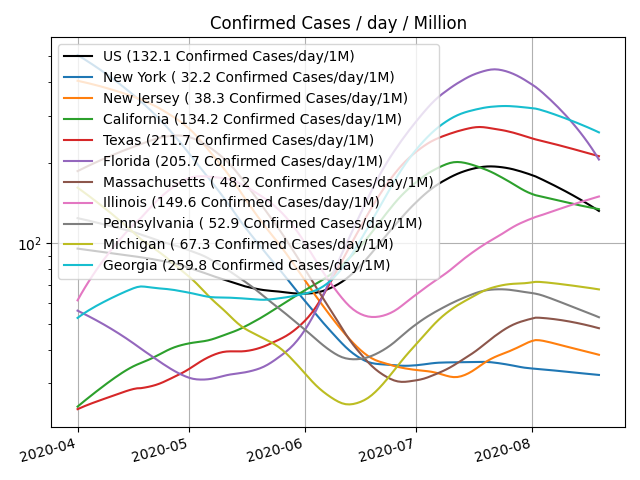 Confirmed Cases / day / Million
US (132.1 Confirmed Cases/day/1M)
New York ( 32.2 Confirmed Cases/day/1M)
New Jersey ( 38.3 Confirmed Cases/day/1M)
California (134.2 Confirmed Cases/day/1M)
Texas (211.7 Confirmed Cases/day/1M)
Florida (205.7 Confirmed Cases/day/1M)
Massachusetts ( 48.2 Confirmed Cases/day/1M)
Illinois (149.6 Confirmed Cases/day/1M)
Pennsylvania ( 52.9 Confirmed Cases/day/1M)
Michigan ( 67.3 Confirmed Cases/day/1M)
Georgia (259.8 Confirmed Cases/day/1M)
10²
2020-04 2020-05 2020-06 2020-07 2020-08